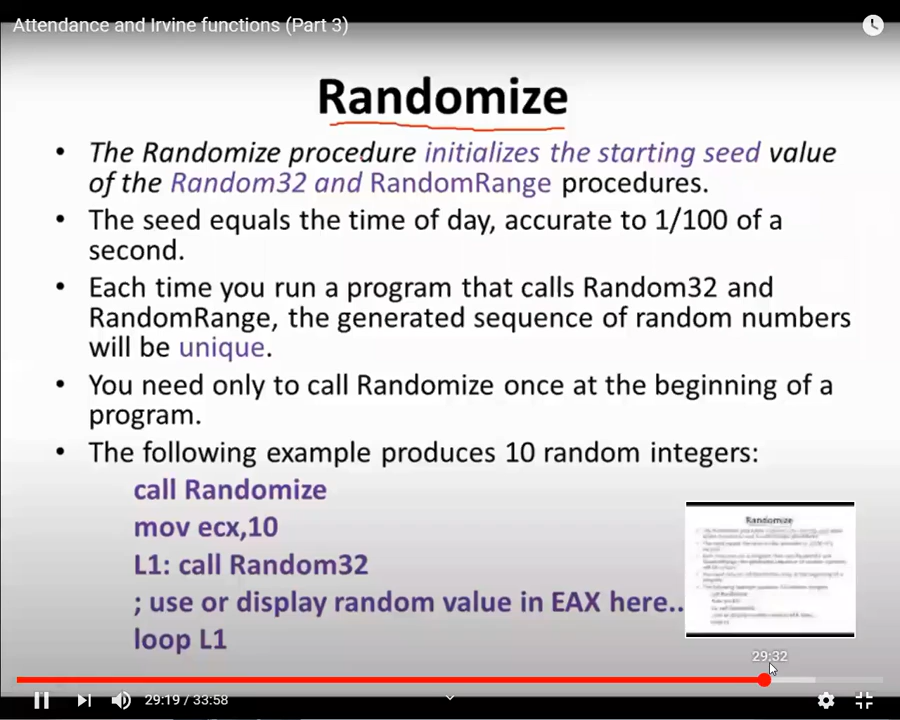 Attendance and Irvine functions (Part 3)
Randomize
• The Randomize procedure initializes the starting seed value
of the Random32 and RandomRange procedures.
• The seed equals the time of day, accurate to 1/100 of a
second.
• Each time you run a program that calls Random32 and
RandomRange, the generated sequence of random numbers
will be unique.
• You need only to call Randomize once at the beginning of a
program.
• The following example produces 10 random integers:
call Randomize
mov ecx,10
L1: call Random32
; use or display random value in EAX here..
loop L1
Randomize
29:32
29:19 / 33:58